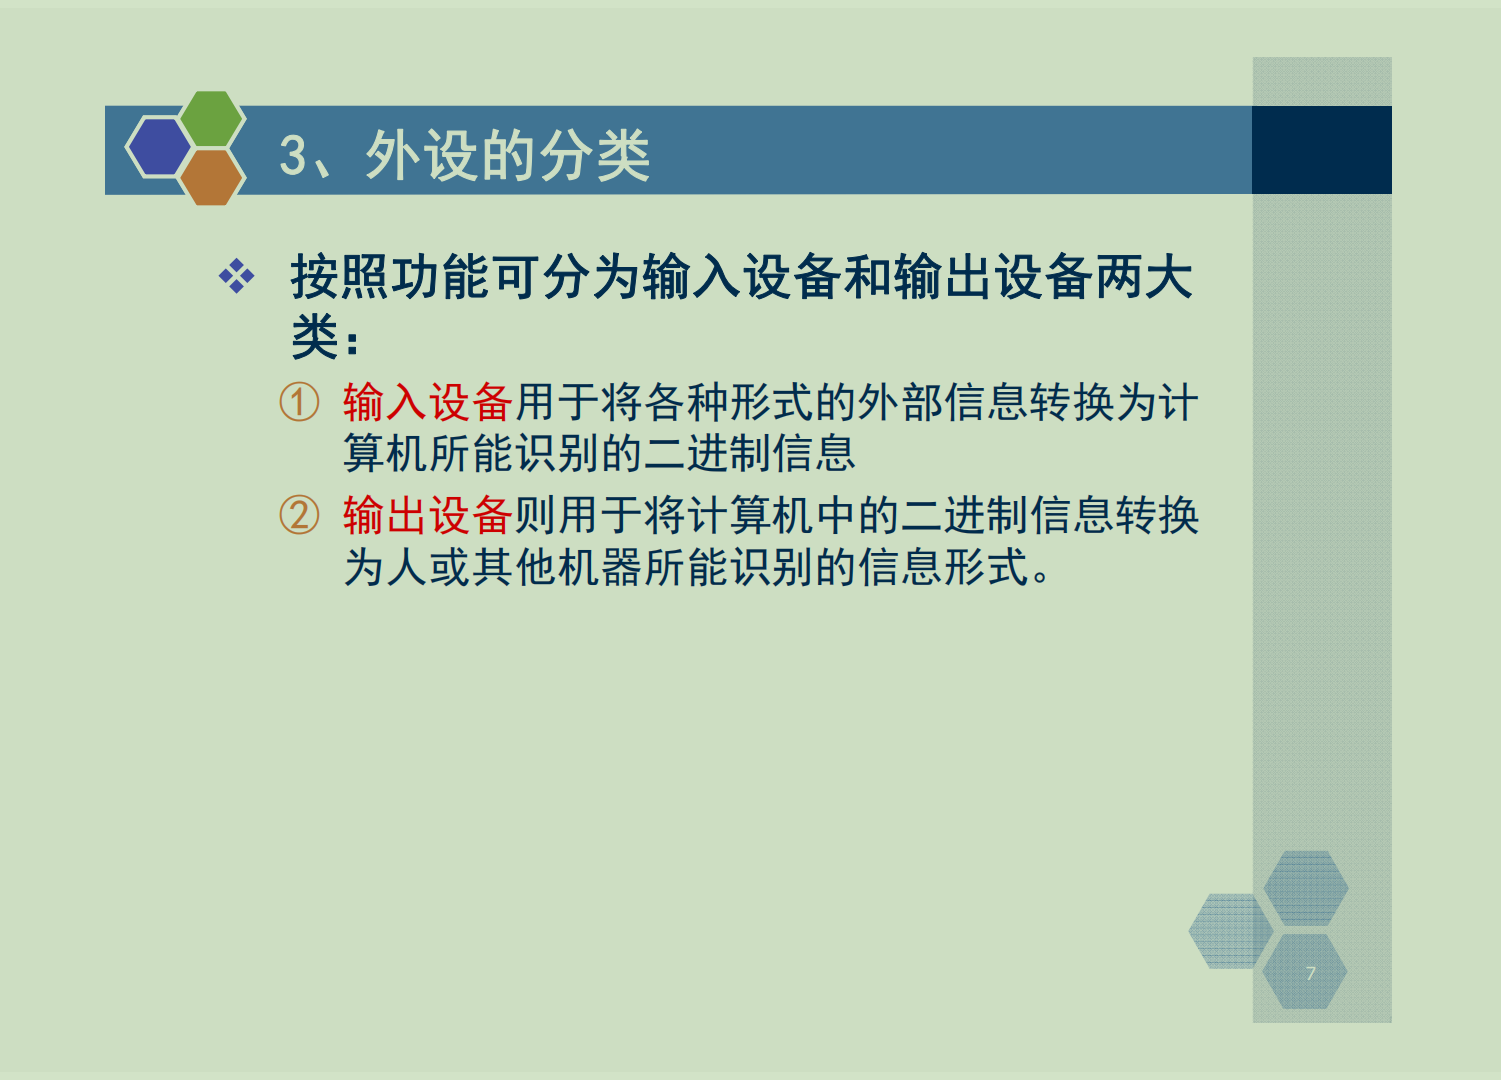 3、外设的分类
按照功能可分为输入设备和输出设备两大
类：
① 输入设备用于将各种形式的外部信息转换为计
算机所能识别的二进制信息
② 输出设备则用于将计算机中的二进制信息转换
为人或其他机器所能识别的信息形式。
7